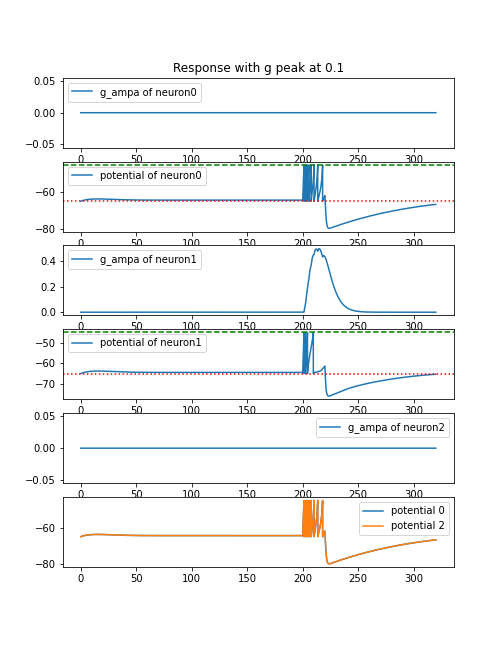 Response with g peak at 0.1
0.05
0.00
−0.05
g_ampa of neuron0
0 50 100 150 200 250 300
−60
−80
potential of neuron0
0 50 100 150 200 250 300
0.4
0.2
0.0
g_ampa of neuron1
0 50 100 150 200 250 300
−50
−60
−70
potential of neuron1
0 50 100 150 200 250 300
0.05
0.00
−0.05
g_ampa of neuron2
0 50 100 150 200 250 300
−60
−80
potential 0
potential 2
0 50 100 150 200 250 300